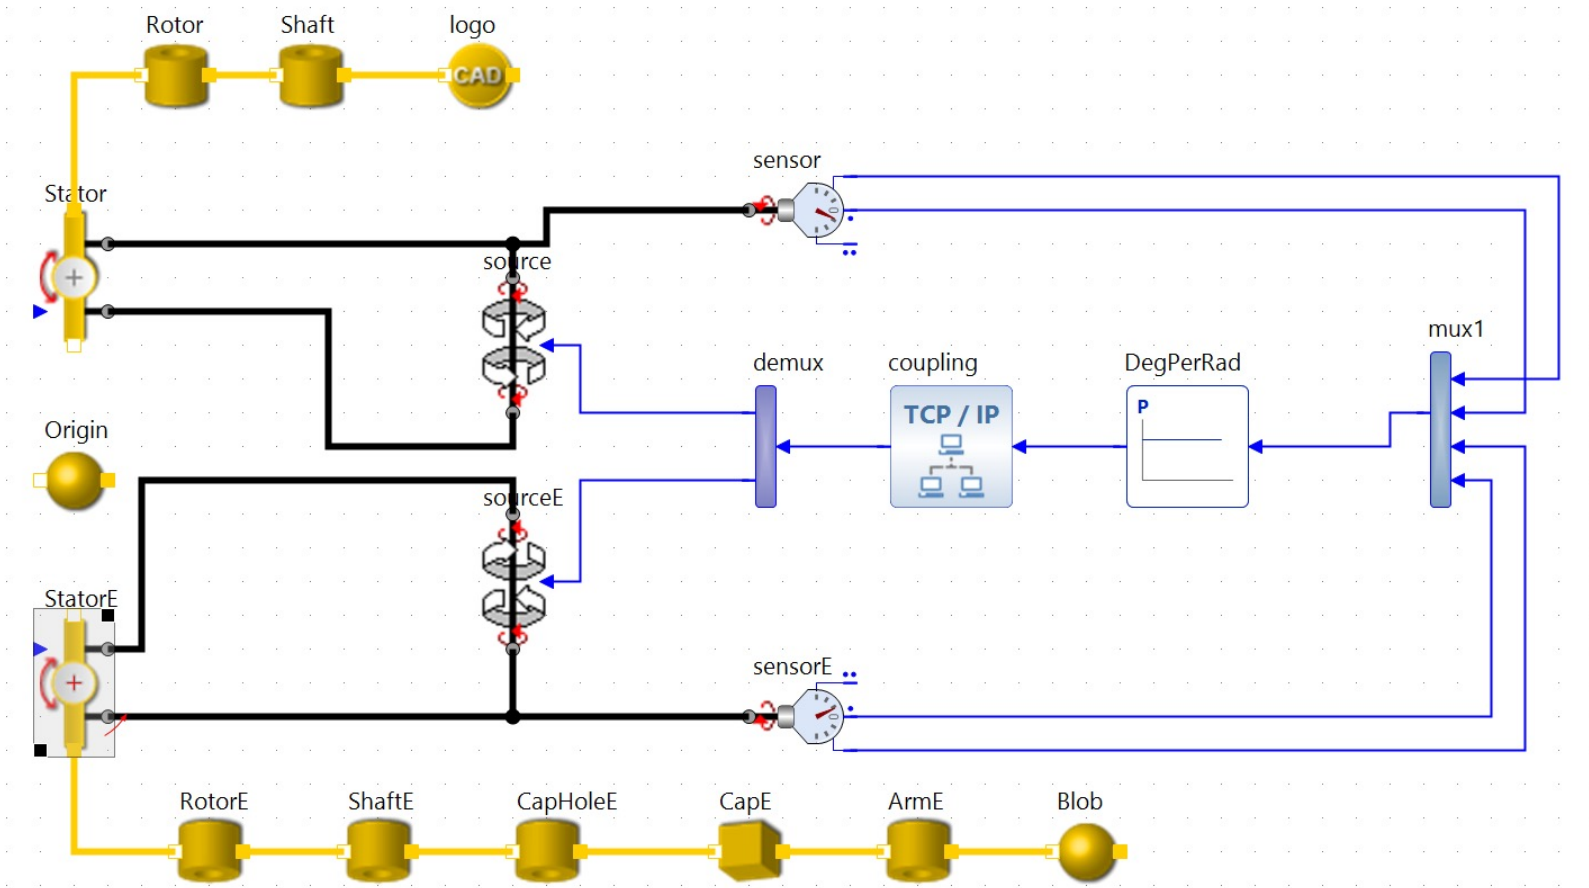 Rotor
Shaft
logo
CAD
sensor
Stator
source
mux1
demux
coupling
DegPerRad
TCP / IP
P
Origin
sourceE
StatorE
sensorE
RotorE
ShaftE
CapHoleE
CapE
ArmE
Blob